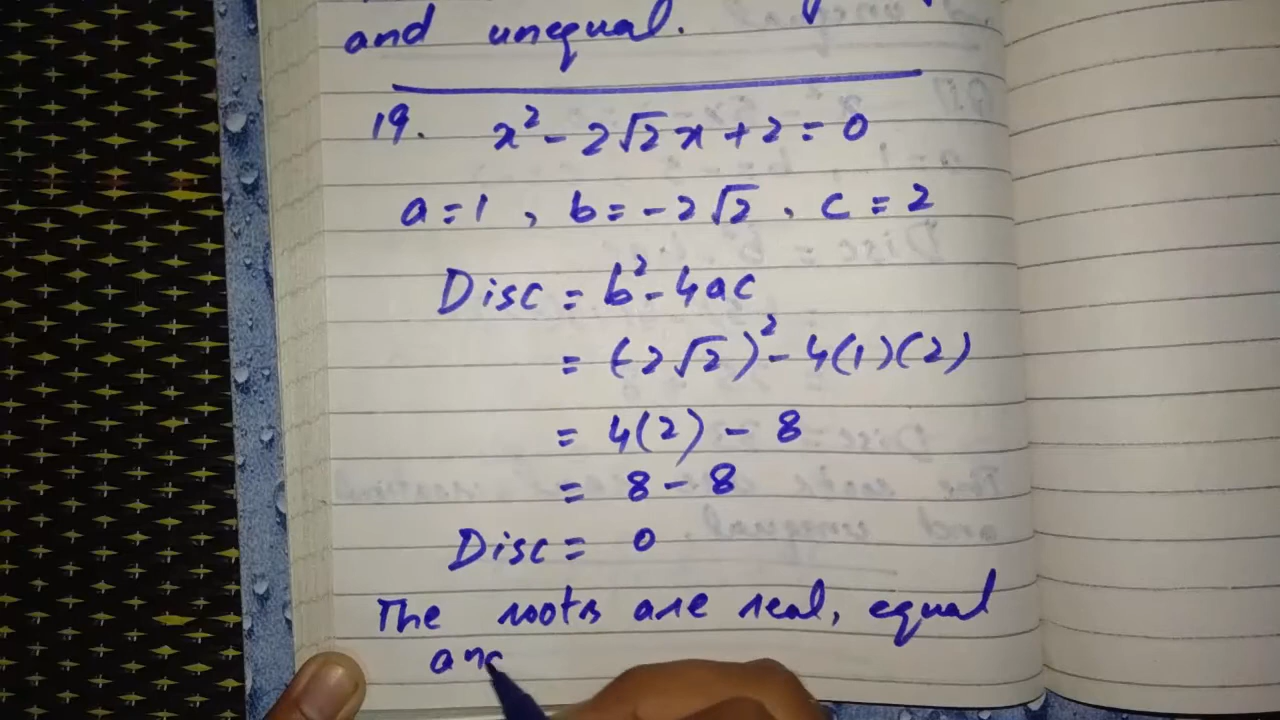 and unequal.
19. x² - 2√2x + 2 = 0
a = 1 , b = -2√2 , c = 2
Disc = b² - 4ac
= (-2√2)² - 4(1)(2)
= 4(2) - 8
= 8 - 8
Disc = 0
The roots are real, equal